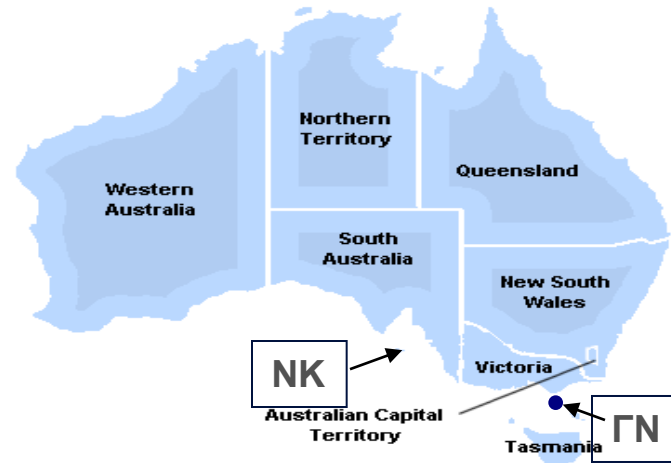 Northern
Territory
Queensland
Western
Australia
South
Australia
New South
Wales
NK
Victoria
Australian Capital
Territory
ΓN
Tasmania